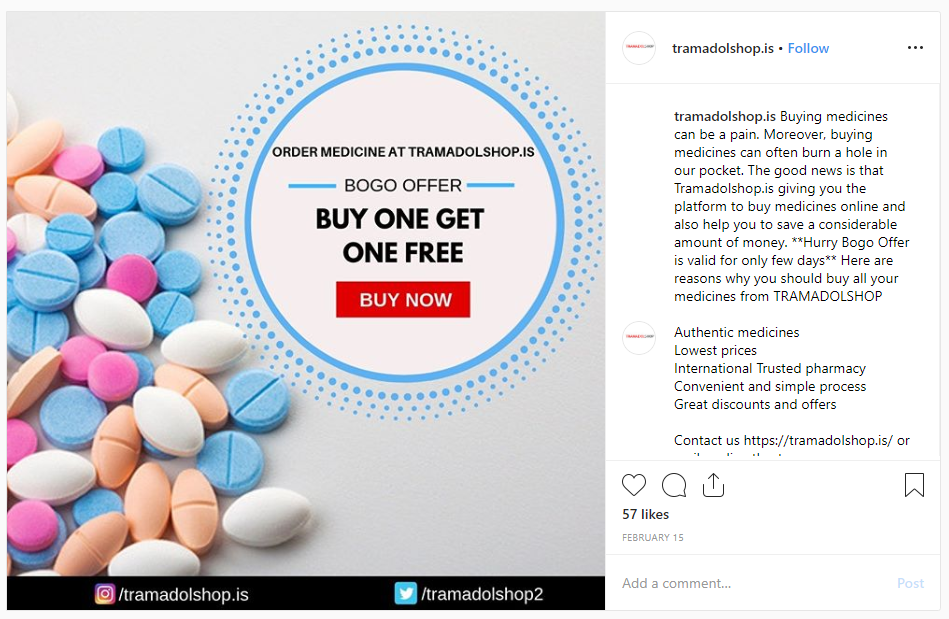 ORDER MEDICINE AT TRAMADOLSHOP.IS
BOGO OFFER
BUY ONE GET
ONE FREE
BUY NOW
/tramadolshop.is
/tramadolshop2
tramadolshop.is • Follow
tramadolshop.is Buying medicines
can be a pain. Moreover, buying
medicines can often burn a hole in
our pocket. The good news is that
Tramadolshop.is giving you the
platform to buy medicines online and
also help you to save a considerable
amount of money. **Hurry Bogo Offer
is valid for only few days** Here are
reasons why you should buy all your
medicines from TRAMADOLSHOP
Authentic medicines
Lowest prices
International Trusted pharmacy
Convenient and simple process
Great discounts and offers
Contact us https://tramadolshop.is/ or
57 likes
FEBRUARY 15
Add a comment...
Post